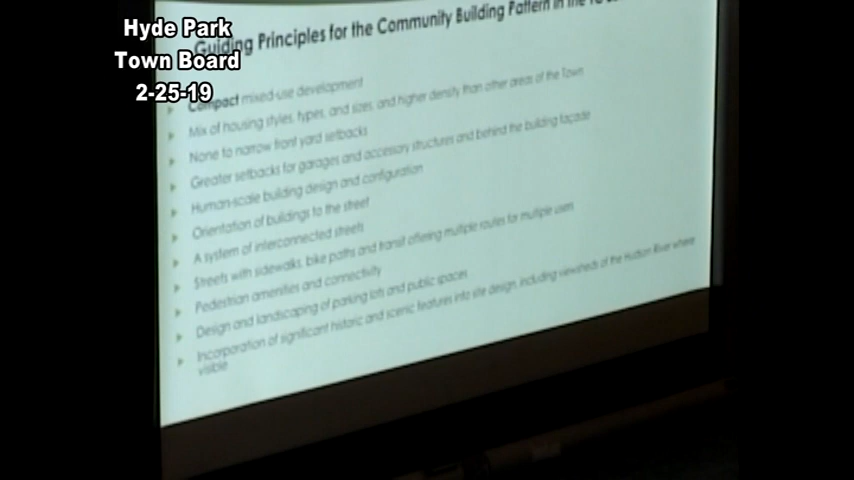 Hyde Park
Town Board
2-25-19
Guiding Principles for the Community Building Pattern in the
Compact mixed-use development
Mix of housing styles, types, and sizes, and higher density than other areas of the Town
None to narrow front yard setbacks
Greater setbacks for garages and accessory structures and behind the building façade
Human-scale building design and configuration
Orientation of buildings to the street
A system of interconnected streets
Streets with sidewalks, bike paths and transit offering multiple routes for multiple users
Pedestrian amenities and connectivity
Design and landscaping of parking lots and public spaces
Incorporation of significant historic and scenic features into site design, including viewsheds of the Hudson River where
visible